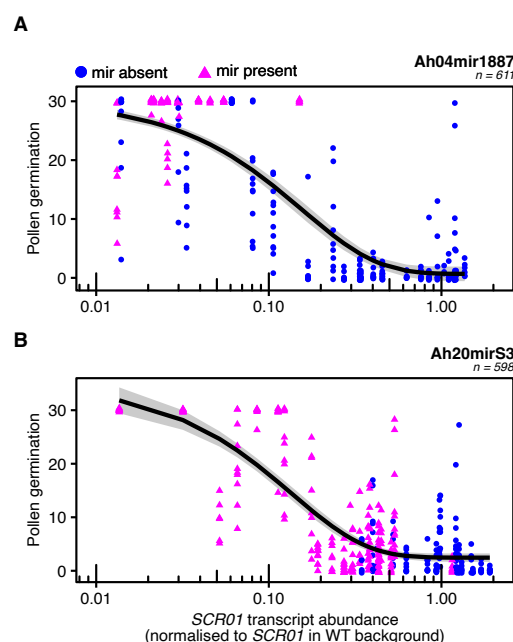 A
mir absent mir present
Ah04mir1887
n = 611
Pollen germination
30
20
10
0
0.01 0.10 1.00
B
Ah20mirS3
n = 598
Pollen germination
30
20
10
0
0.01 0.10 1.00
SCR01 transcript abundance
(normalised to SCR01 in WT background)